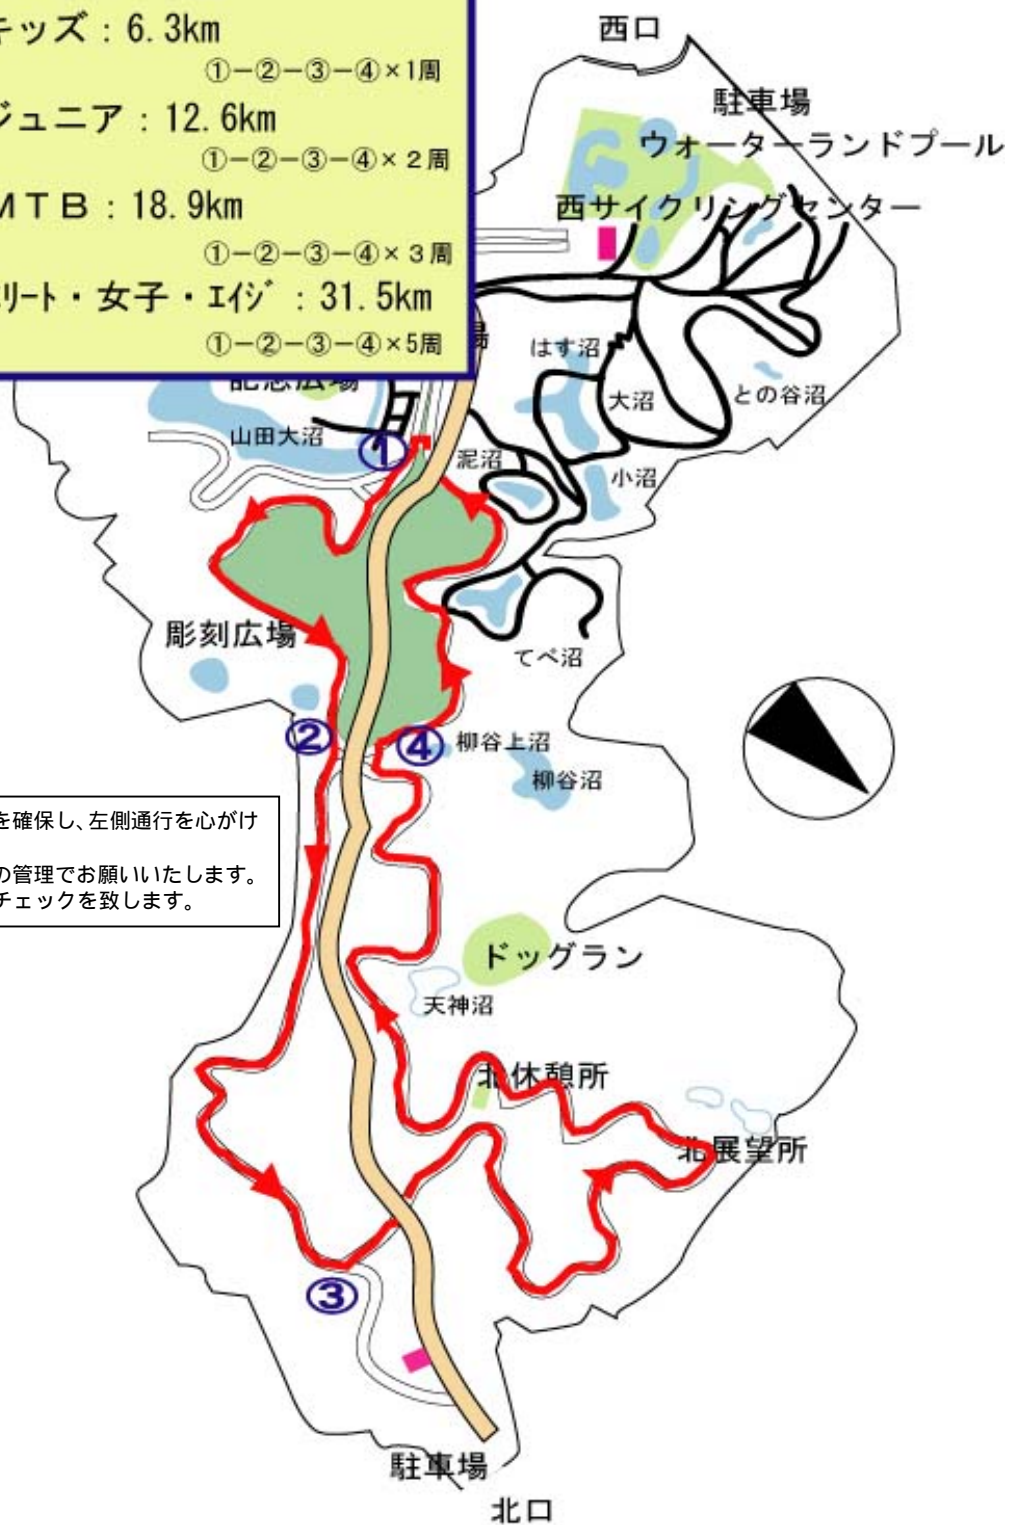 キッズ：6.3km
①－②－③－④×1周
ジュニア：12.6km
①－②－③－④×２周
ＭＴＢ：18.9km
①－②－③－④×３周
ｴﾘｰﾄ・女子・ｴｲｼﾞ：31.5km
①－②－③－④×5周
西口
駐車場
ウォーターランドプール
西サイクリングセンター
場
はす沼
大沼
との谷沼
記念広場
山田大沼
①
泥沼
小沼
彫刻広場
てべ沼
②
④
柳谷上沼
柳谷沼
を確保し、左側通行を心がけ
の管理でお願いいたします。
チェックを致します。
ドッグラン
天神沼
北休憩所
北展望所
③
駐車場
北口